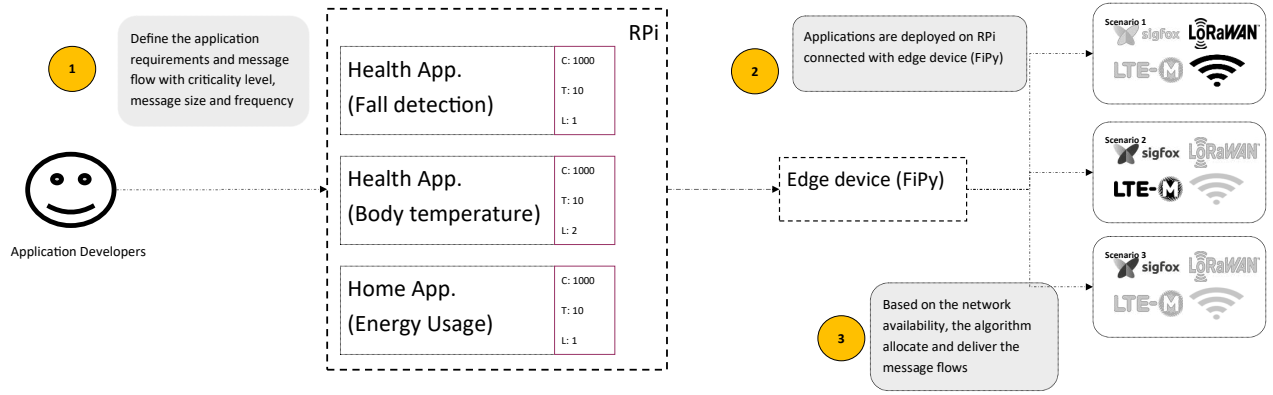 1
Define the application
requirements and message
flow with criticality level,
message size and frequency
Application Developers
RPi
Health App.
(Fall detection)
C: 1000
T: 10
L: 1
Health App.
(Body temperature)
C: 1000
T: 10
L: 2
Home App.
(Energy Usage)
C: 1000
T: 10
L: 1
2
Applications are deployed on RPi
connected with edge device (FiPy)
Edge device (FiPy)
3
Based on the network
availability, the algorithm
allocate and deliver the
message flows
Scenario 1
sigfox LoRaWAN
LTE-M
Scenario 2
sigfox LoRaWAN
LTE-M
Scenario 3
sigfox LoRaWAN
LTE-M